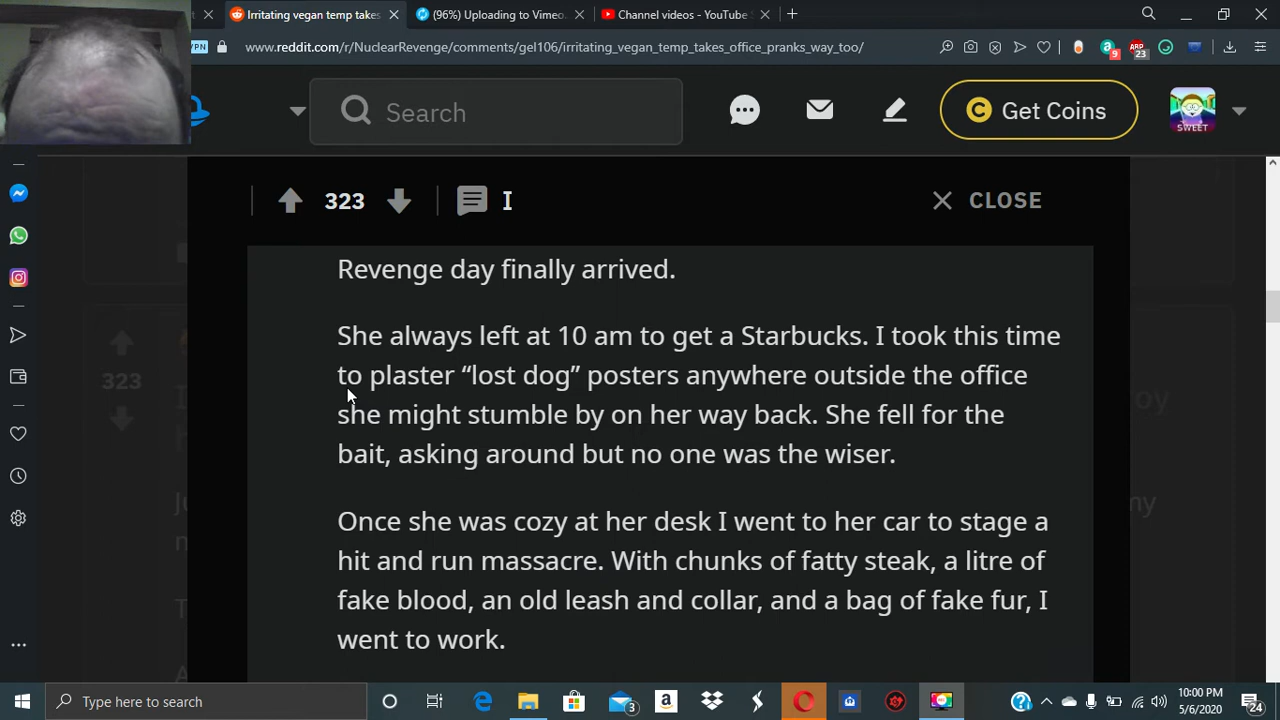 Irritating vegan temp takes
(96%) Uploading to Vimeo
Channel videos - YouTube
VPN
www.reddit.com/r/NuclearRevenge/comments/gel106/irritating_vegan_temp_takes_office_pranks_way_too/
9
23
Search
Get Coins
SWEET
323
CLOSE
Revenge day finally arrived.
She always left at 10 am to get a Starbucks. I took this time
to plaster “lost dog” posters anywhere outside the office
she might stumble by on her way back. She fell for the
bait, asking around but no one was the wiser.
Once she was cozy at her desk I went to her car to stage a
hit and run massacre. With chunks of fatty steak, a litre of
fake blood, an old leash and collar, and a bag of fake fur, I
went to work.
323
Type here to search
3
10:00 PM
5/6/2020
24